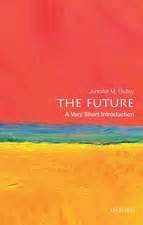 Jennifer M. Gidley
THE FUTURE
A Very Short Introduction
OXFORD